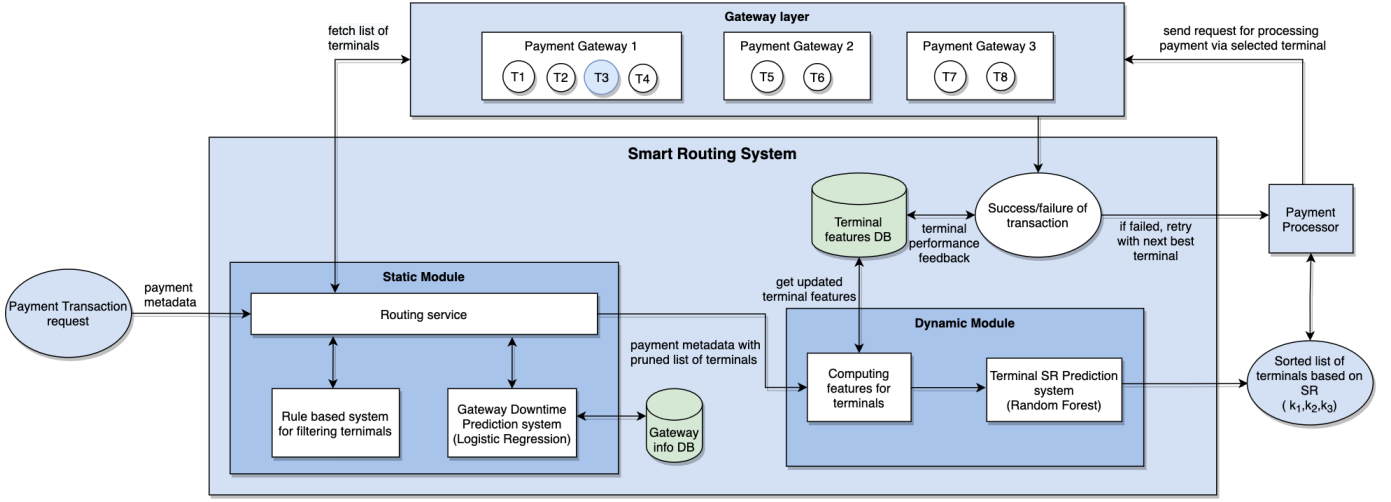 Gateway layer
fetch list of
terminals
Payment Gateway 1
T1
T2
T3
T4
Payment Gateway 2
T5
T6
Payment Gateway 3
T7
T8
send request for processing
payment via selected terminal
Smart Routing System
Terminal
features DB
terminal
performance
feedback
Success/failure of
transaction
if failed, retry
with next best
terminal
Payment
Processor
Payment Transaction
request
payment
metadata
Static Module
Routing service
Rule based system
for filtering ternimals
Gateway Downtime
Prediction system
(Logistic Regression)
Gateway
info DB
payment metadata with
pruned list of terminals
get updated
terminal features
Dynamic Module
Computing
features for
terminals
Terminal SR Prediction
system
(Random Forest)
Sorted list of
terminals based on
SR
( k₁,k₂,k₃)